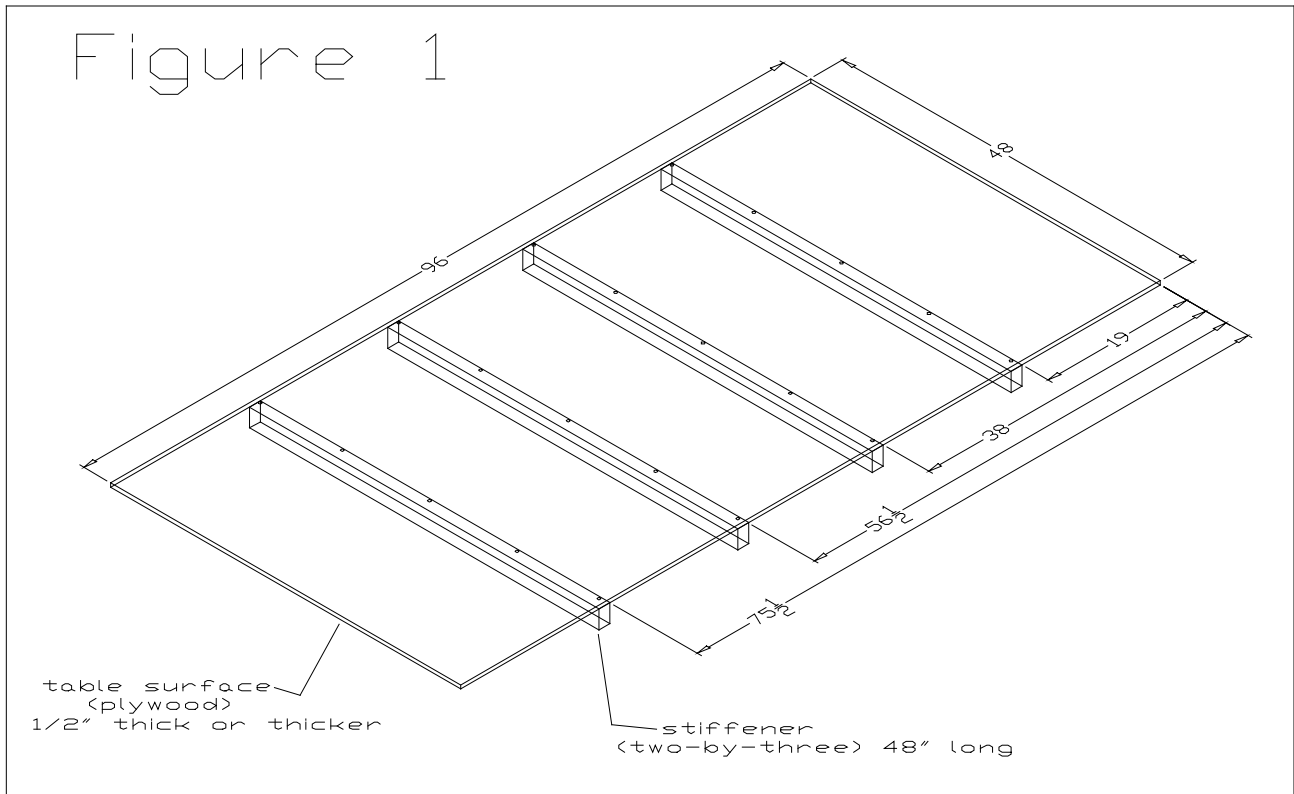 Figure 1
48
96
19
38
56½
75½
table surface
(plywood)
1/2" thick or thicker
stiffener
(two-by-three) 48" long